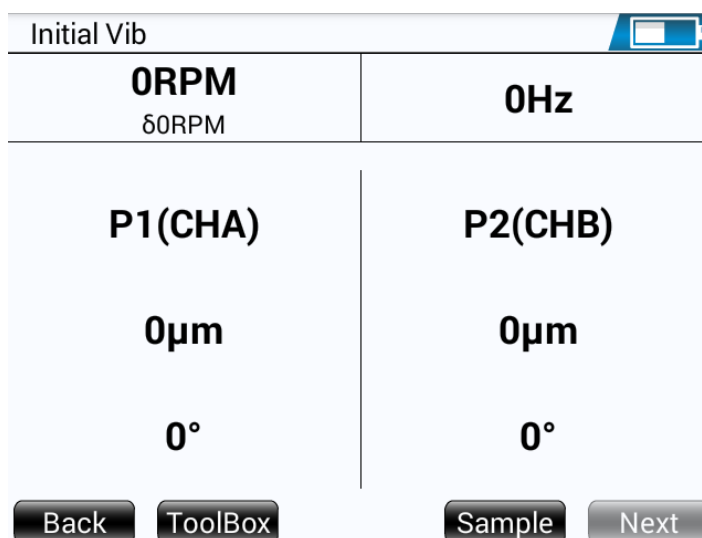 Initial Vib
0RPM
δ0RPM
0Hz
P1(CHA)
P2(CHB)
0μm
0μm
0°
0°
Back
ToolBox
Sample
Next